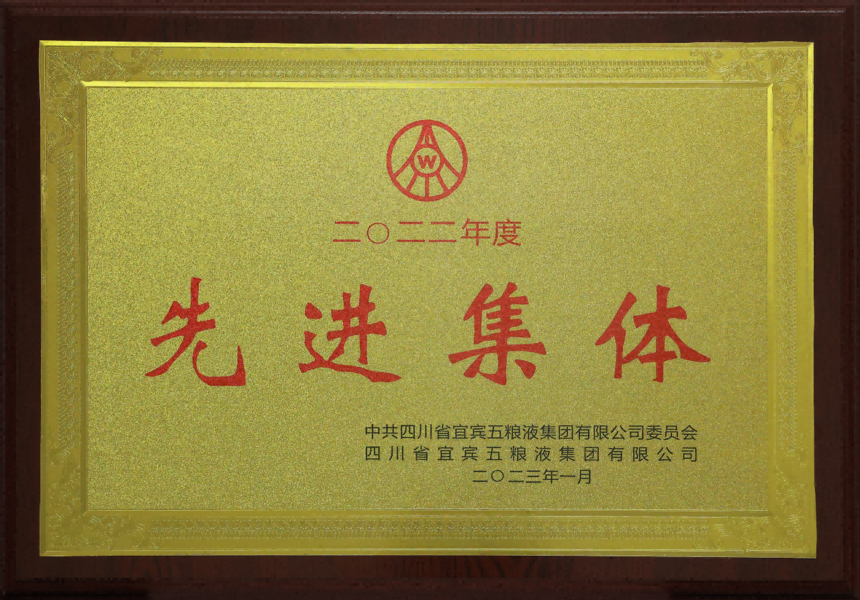 W
二〇二二年度
先进集体
中共四川省宜宾五粮液集团有限公司委员会
四川省宜宾五粮液集团有限公司
二〇二三年一月